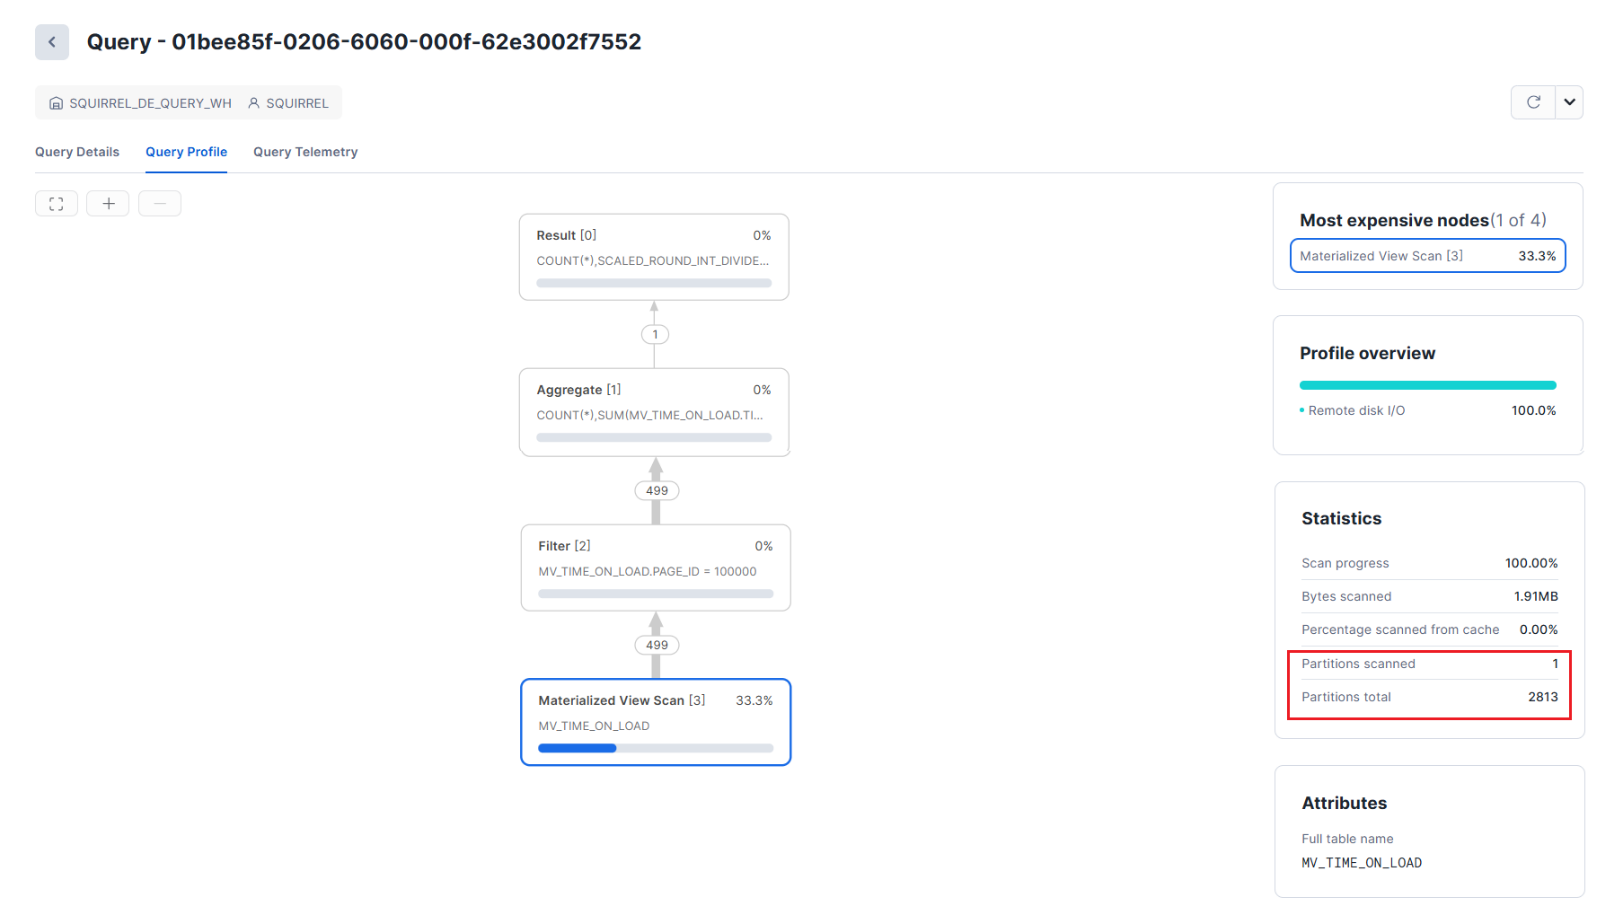 Query - 01bee85f-0206-6060-000f-62e3002f7552
SQUIRREL_DE_QUERY_WH SQUIRREL
Query Details Query Profile Query Telemetry
Result [0] 0%
COUNT(*),SCALED_ROUND_INT_DIVIDE...
1
Aggregate [1] 0%
COUNT(*),SUM(MV_TIME_ON_LOAD.TI...
499
Filter [2] 0%
MV_TIME_ON_LOAD.PAGE_ID = 100000
499
Materialized View Scan [3] 33.3%
MV_TIME_ON_LOAD
Most expensive nodes(1 of 4)
Materialized View Scan [3] 33.3%
Profile overview
Remote disk I/O 100.0%
Statistics
Scan progress 100.00%
Bytes scanned 1.91MB
Percentage scanned from cache 0.00%
Partitions scanned 1
Partitions total 2813
Attributes
Full table name
MV_TIME_ON_LOAD